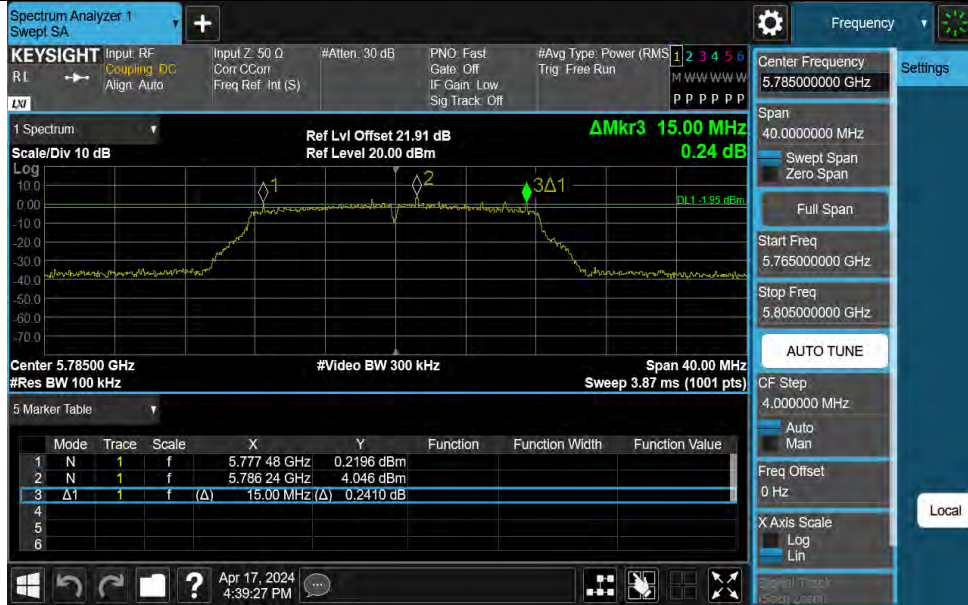 Spectrum Analyzer 1
Swept SA
Frequency
KEYSIGHT
RL
LXI
Input: RF
Coupling: DC
Align: Auto
Input Z: 50 Ω
Corr CCorr
Freq Ref: Int (S)
#Atten: 30 dB
PNO: Fast
Gate: Off
IF Gain: Low
Sig Track: Off
#Avg Type: Power (RMS
Trig: Free Run
1 2 3 4 5 6
M W W W W W
P P P P P P
1 Spectrum
Scale/Div 10 dB
Ref Lvl Offset 21.91 dB
Ref Level 20.00 dBm
ΔMkr3 15.00 MHz
0.24 dB
Log
10.0
0.00
-10.0
-20.0
-30.0
-40.0
-50.0
-60.0
-70.0
1
2
3Δ1
DL1 -1.95 dBm
Center 5.78500 GHz
#Video BW 300 kHz
Span 40.00 MHz
#Res BW 100 kHz
Sweep 3.87 ms (1001 pts)
5 Marker Table
Mode Trace Scale X Y Function Function Width Function Value
1 N 1 f 5.777 48 GHz 0.2196 dBm
2 N 1 f 5.786 24 GHz 4.046 dBm
3 Δ1 1 f (Δ) 15.00 MHz (Δ) 0.2410 dB
4
5
6
Apr 17, 2024
4:39:27 PM
Center Frequency
5.785000000 GHz
Span
40.0000000 MHz
Swept Span
Zero Span
Full Span
Start Freq
5.765000000 GHz
Stop Freq
5.805000000 GHz
AUTO TUNE
CF Step
4.000000 MHz
Auto
Man
Freq Offset
0 Hz
X Axis Scale
Log
Lin
Signal Track
(Span Zoom)
Settings
Local